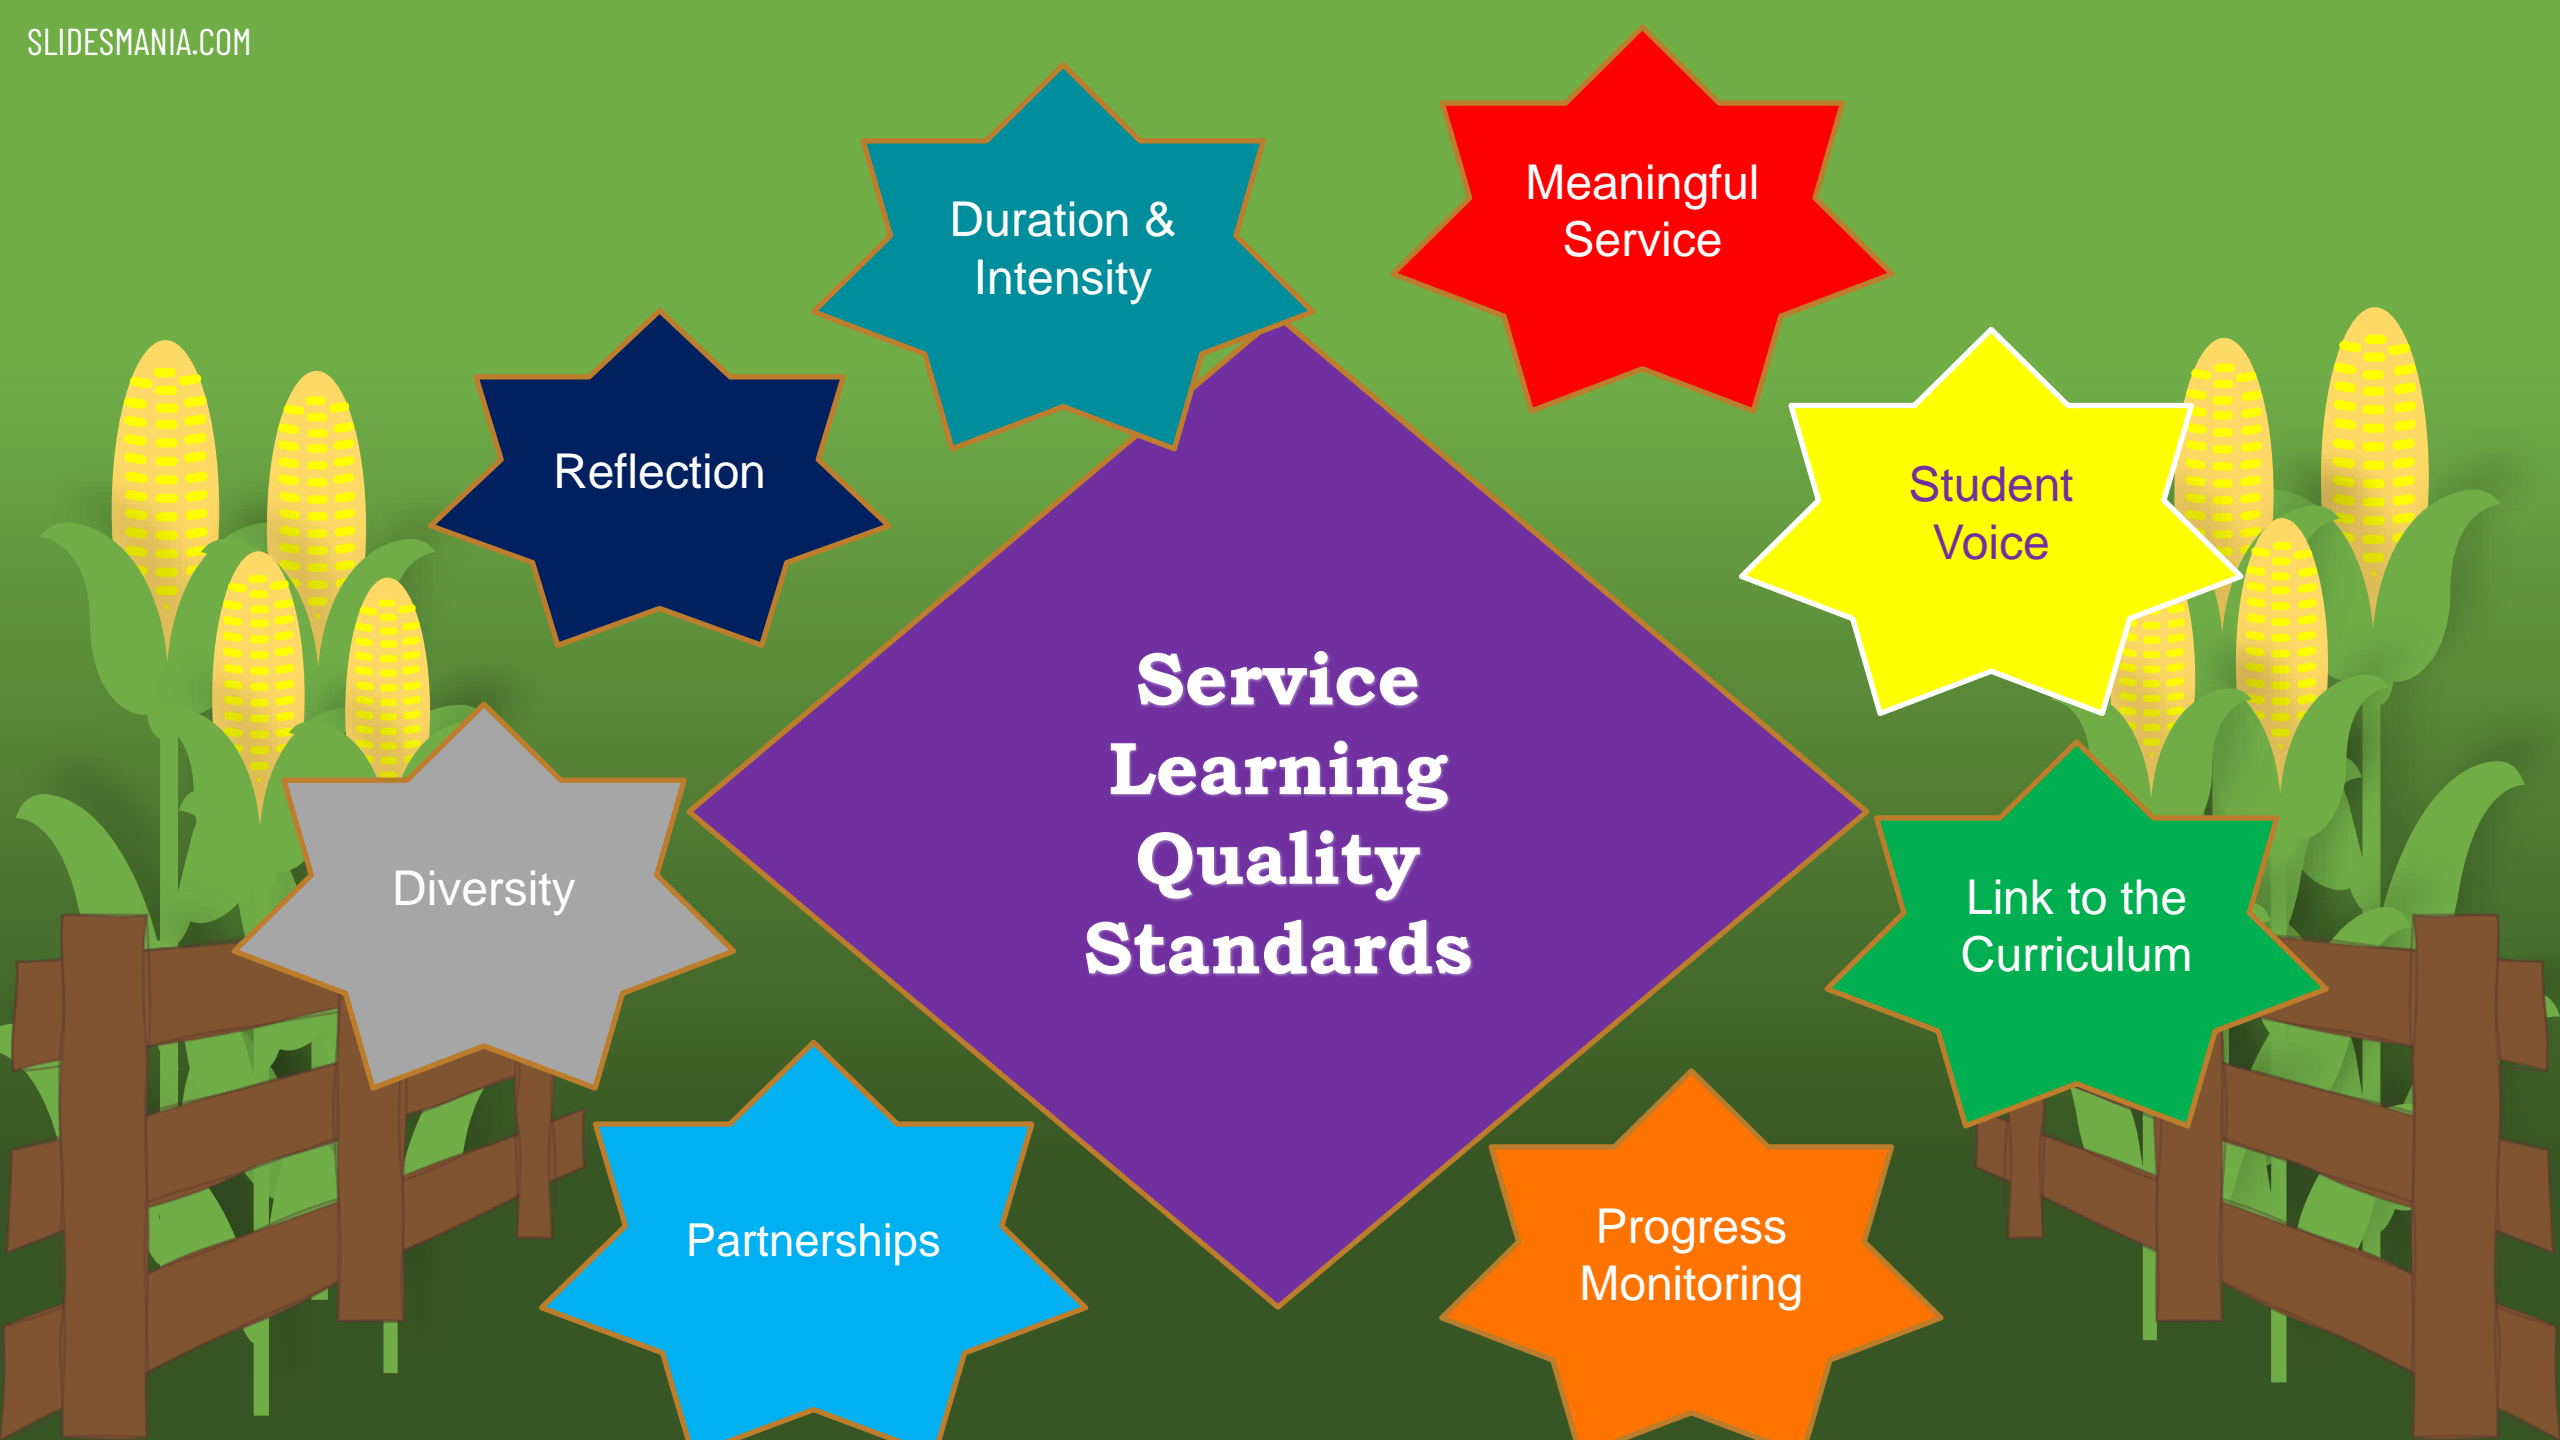 SLIDESMANIA.COM
Meaningful
Service
Duration &
Intensity
Student
Voice
Reflection
Service
Learning
Quality
Standards
Diversity
Link to the
Curriculum
Partnerships
Progress
Monitoring